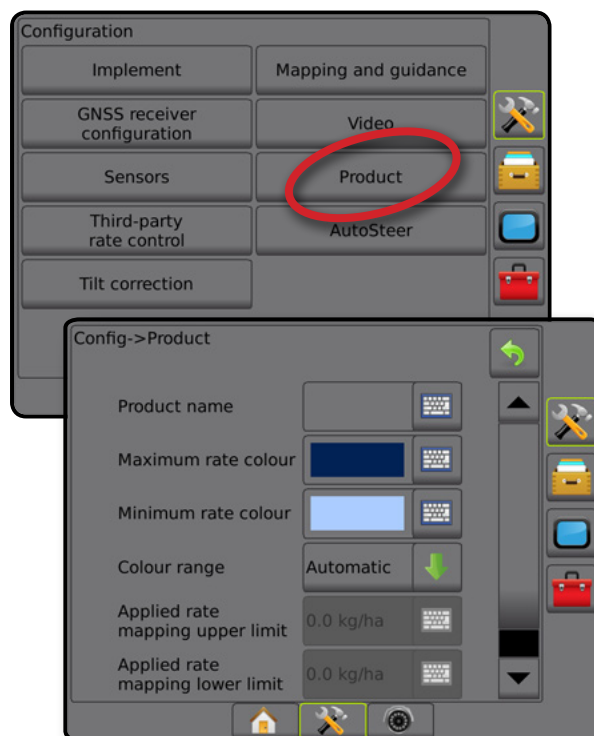 Configuration
Implement
Mapping and guidance
GNSS receiver
configuration
Video
Sensors
Product
Third-party
rate control
AutoSteer
Tilt correction
Config->Product
Product name
Maximum rate colour
Minimum rate colour
Colour range
Automatic
Applied rate
mapping upper limit
0.0 kg/ha
Applied rate
mapping lower limit
0.0 kg/ha